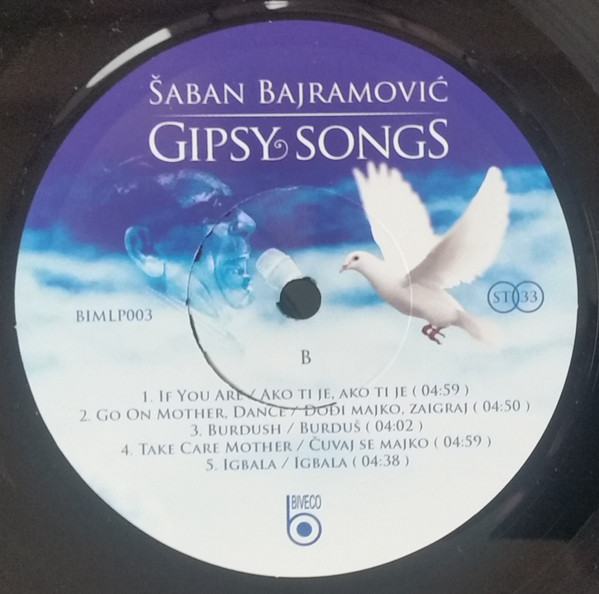 ŠABAN BAJRAMOVIĆ
GIPSY SONGS
BIMLP003
ST 33
B
1. IF YOU ARE / AKO TI JE, AKO TI JE ( 04:59 )
2. GO ON MOTHER, DANCE / DOĐI MAJKO, ZAIGRAJ ( 04:50 )
3. BURDUSH / BURDUŠ ( 04:02 )
4. TAKE CARE MOTHER / ČUVAJ SE MAJKO ( 04:59 )
5. IGBALA / IGBALA ( 04:38 )
BIVECO